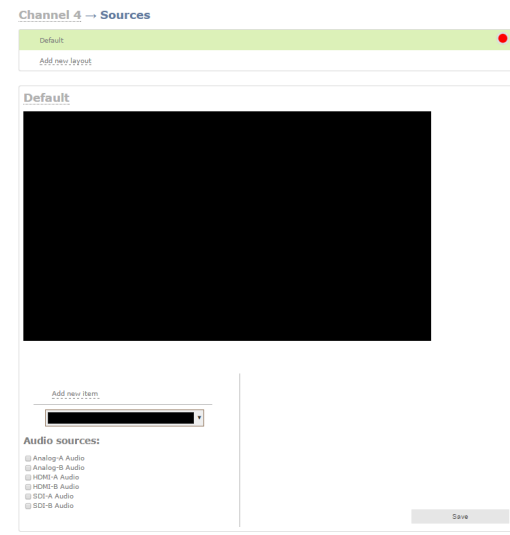 Channel 4 → Sources
Default
Add new layout
Default
Add new item
Audio sources:
Analog-A Audio
Analog-B Audio
HDMI-A Audio
HDMI-B Audio
SDI-A Audio
SDI-B Audio
Save